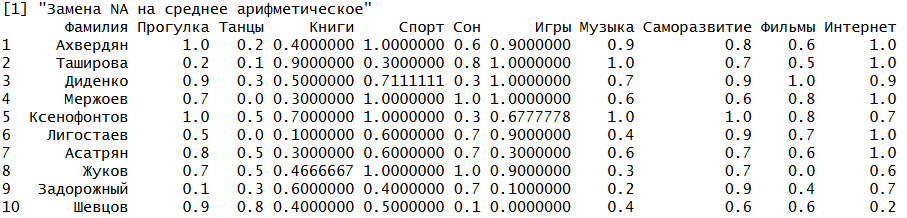 [1] "Замена NA на среднее арифметическое"
Фамилия Прогулка Танцы Книги Спорт Сон Игры Музыка Саморазвитие Фильмы Интернет
1 Ахвердян 1.0 0.2 0.4000000 1.0000000 0.6 0.9000000 0.9 0.8 0.6 1.0
2 Таширова 0.2 0.1 0.9000000 0.3000000 0.8 1.0000000 1.0 0.7 0.5 1.0
3 Диденко 0.9 0.3 0.5000000 0.7111111 0.3 1.0000000 0.7 0.9 1.0 0.9
4 Мержоев 0.7 0.0 0.3000000 1.0000000 1.0 1.0000000 0.6 0.6 0.8 1.0
5 Ксенофонтов 1.0 0.5 0.7000000 1.0000000 0.3 0.6777778 1.0 1.0 0.8 0.7
6 Лигостаев 0.5 0.0 0.1000000 0.6000000 0.7 0.9000000 0.4 0.9 0.7 1.0
7 Асатрян 0.8 0.5 0.3000000 0.6000000 0.7 0.3000000 0.6 0.7 0.6 1.0
8 Жуков 0.7 0.5 0.4666667 1.0000000 1.0 0.9000000 0.3 0.7 0.0 0.6
9 Задорожный 0.1 0.3 0.6000000 0.4000000 0.7 0.1000000 0.2 0.9 0.4 0.7
10 Шевцов 0.9 0.8 0.4000000 0.5000000 0.1 0.0000000 0.4 0.6 0.6 0.2